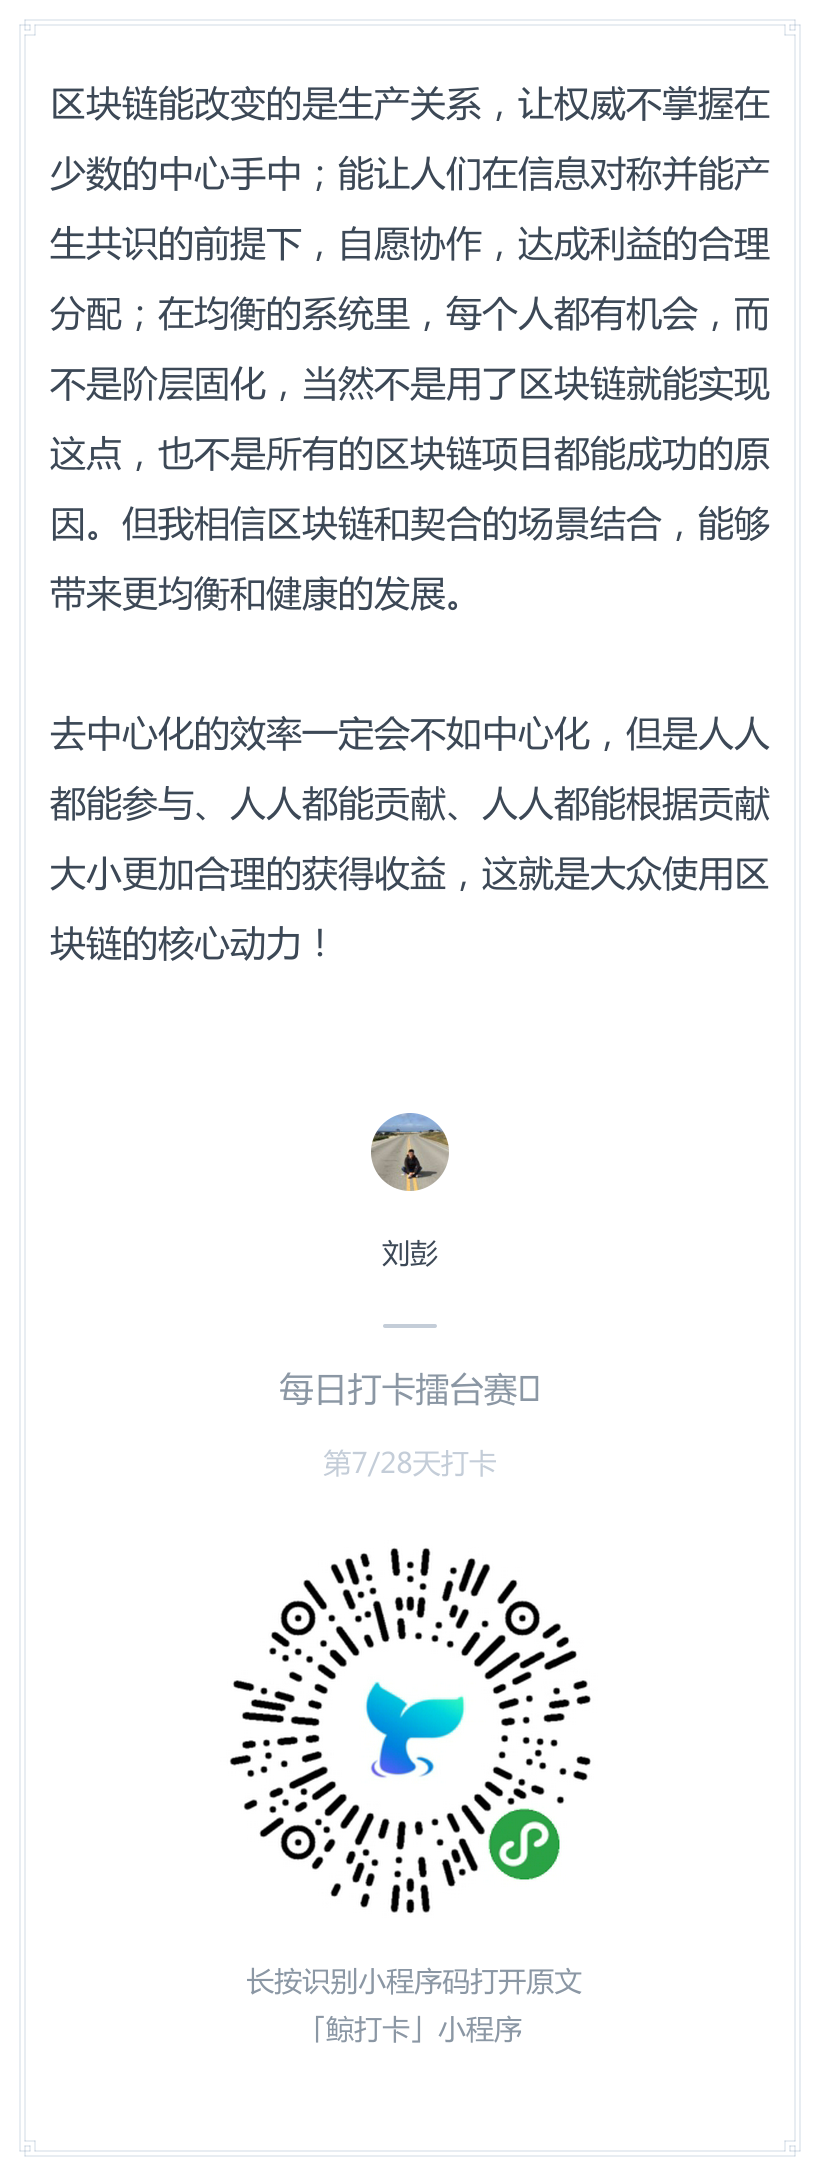 区块链能改变的是生产关系，让权威不掌握在
少数的中心手中；能让人们在信息对称并能产
生共识的前提下，自愿协作，达成利益的合理
分配；在均衡的系统里，每个人都有机会，而
不是阶层固化，当然不是用了区块链就能实现
这点，也不是所有的区块链项目都能成功的原
因。但我相信区块链和契合的场景结合，能够
带来更均衡和健康的发展。
去中心化的效率一定会不如中心化，但是人人
都能参与、人人都能贡献、人人都能根据贡献
大小更加合理的获得收益，这就是大众使用区
块链的核心动力！
刘彭
每日打卡擂台赛
第7/28天打卡
长按识别小程序码打开原文
「鲸打卡」小程序